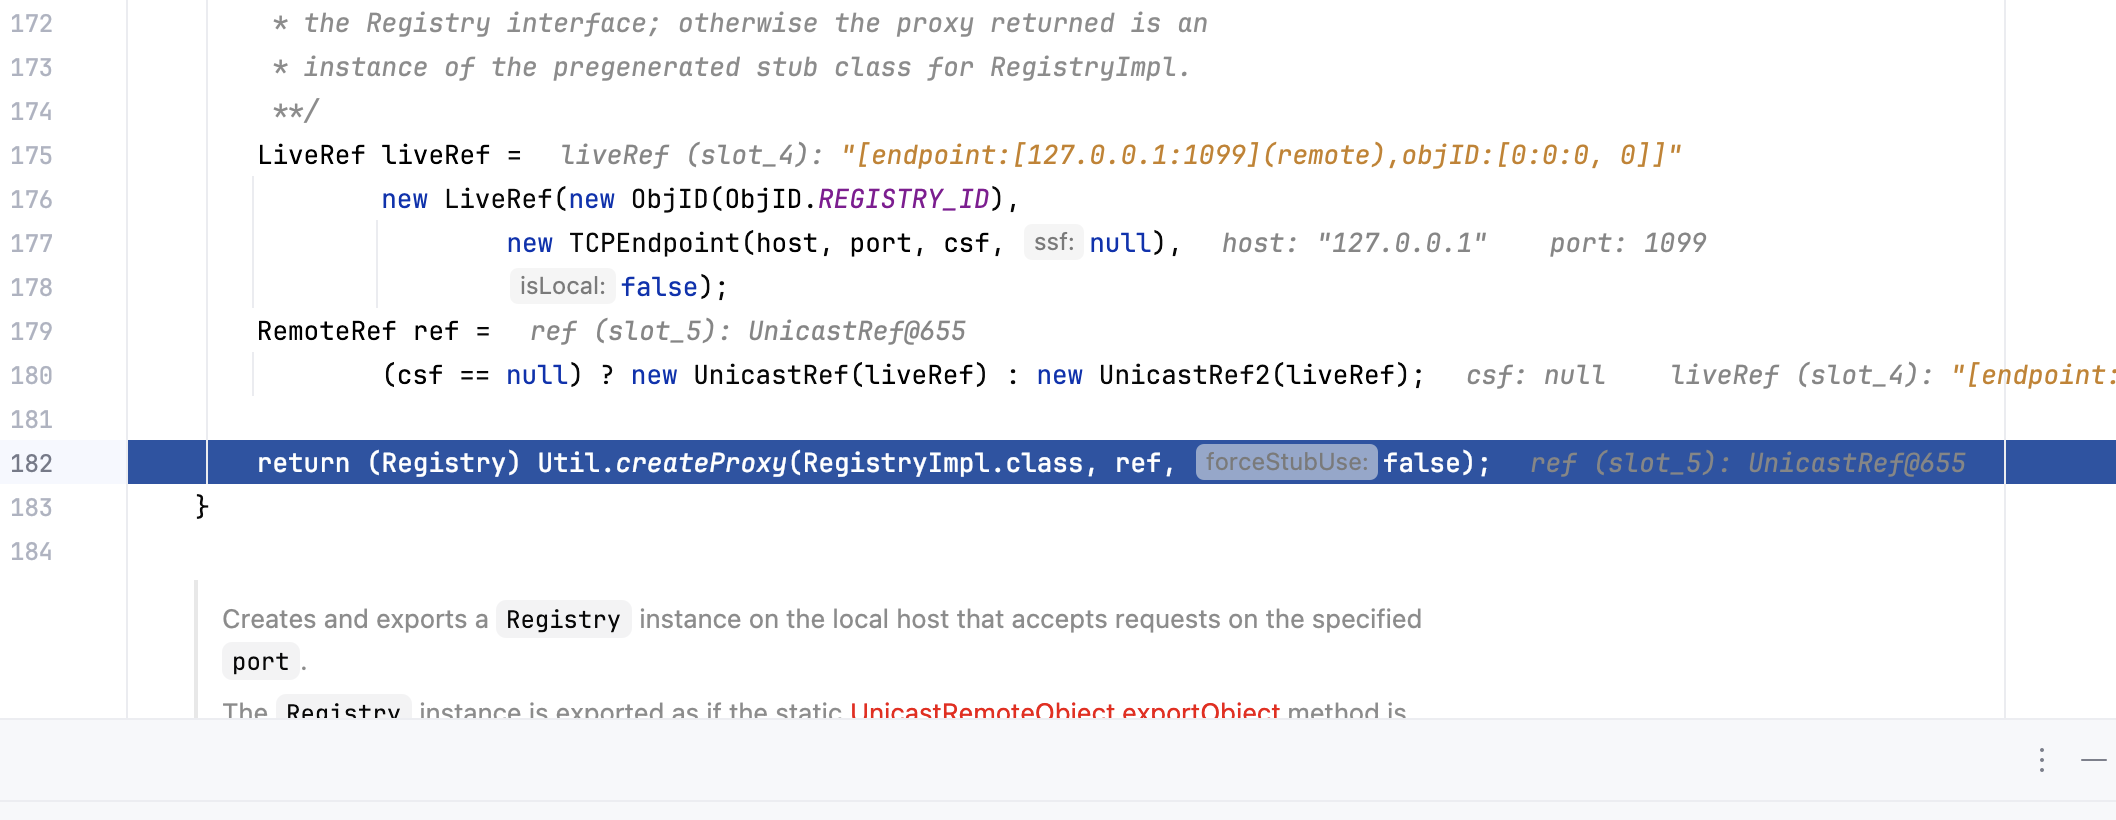 172 * the Registry interface; otherwise the proxy returned is an
173 * instance of the pregenerated stub class for RegistryImpl.
174 **/
175 LiveRef liveRef = liveRef (slot_4): "[endpoint:[127.0.0.1:1099](remote),objID:[0:0:0, 0]]"
176 new LiveRef(new ObjID(ObjID.REGISTRY_ID),
177 new TCPEndpoint(host, port, csf, ssf: null), host: "127.0.0.1" port: 1099
178 isLocal: false);
179 RemoteRef ref = ref (slot_5): UnicastRef@655
180 (csf == null) ? new UnicastRef(liveRef) : new UnicastRef2(liveRef); csf: null liveRef (slot_4): "[endpoint:
181
182 return (Registry) Util.createProxy(RegistryImpl.class, ref, forceStubUse: false); ref (slot_5): UnicastRef@655
183 }
184
Creates and exports a Registry instance on the local host that accepts requests on the specified
port.
The Registry instance is exported as if the static UnicastRemoteObject.exportObject method is